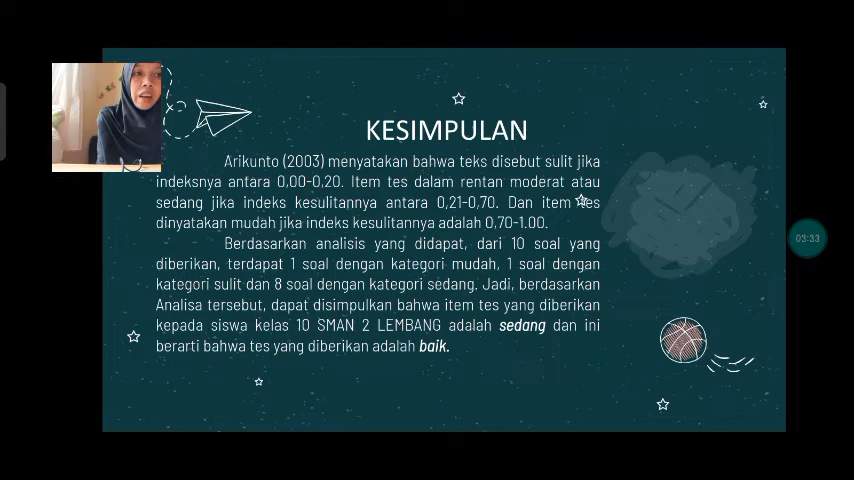 KESIMPULAN
Arikunto (2003) menyatakan bahwa teks disebut sulit jika
indeksnya antara 0,00-0,20. Item tes dalam rentan moderat atau
sedang jika indeks kesulitannya antara 0,21-0,70. Dan item tes
dinyatakan mudah jika indeks kesulitannya adalah 0,70-1.00.
Berdasarkan analisis yang didapat, dari 10 soal yang
diberikan, terdapat 1 soal dengan kategori mudah, 1 soal dengan
kategori sulit dan 8 soal dengan kategori sedang. Jadi, berdasarkan
Analisa tersebut, dapat disimpulkan bahwa item tes yang diberikan
kepada siswa kelas 10 SMAN 2 LEMBANG adalah sedang dan ini
berarti bahwa tes yang diberikan adalah baik.
03:33